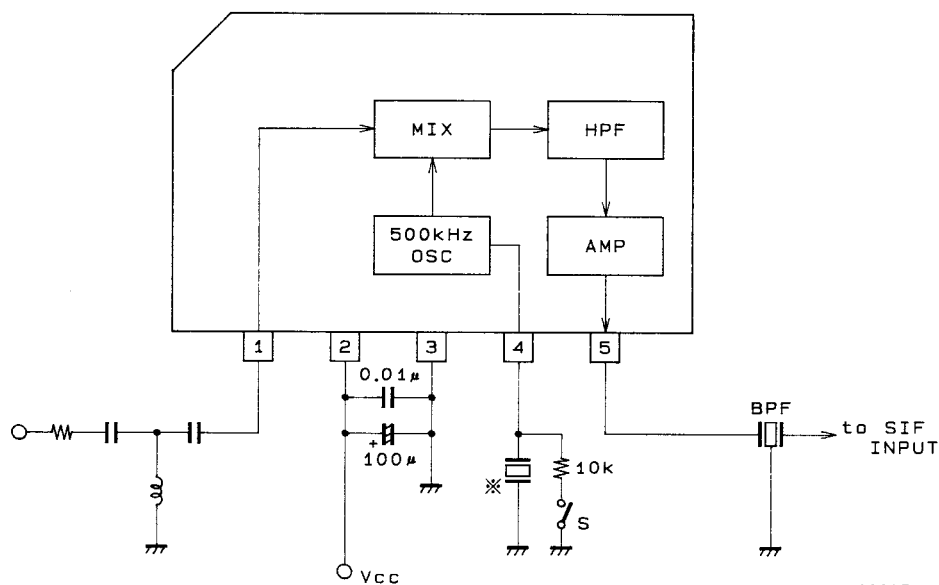 MIX
HPF
500kHz
OSC
AMP
1
2
3
4
5
0.01μ
+
100μ
※
10k
S
BPF
to SIF
INPUT
Vcc